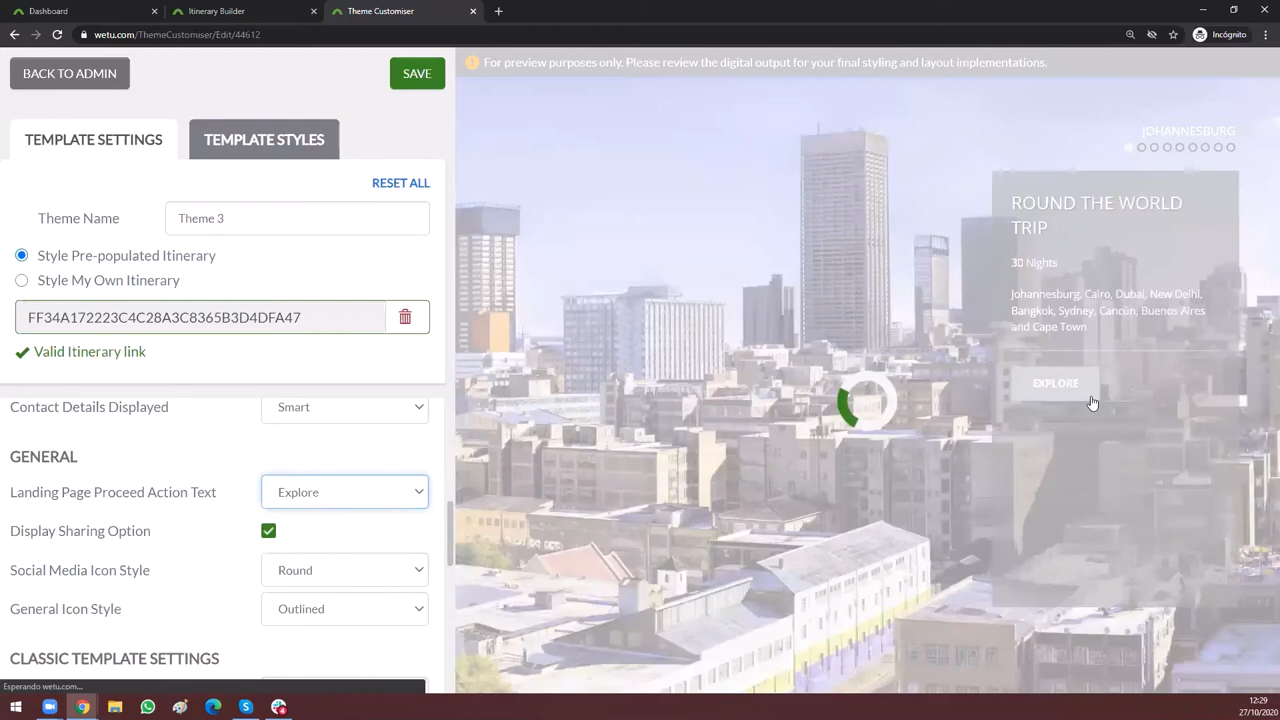 Dashboard
Itinerary Builder
Theme Customiser
wetu.com/ThemeCustomiser/Edit/44612
Incógnito
BACK TO ADMIN
SAVE
For preview purposes only. Please review the digital output for your final styling and layout implementations.
TEMPLATE SETTINGS
TEMPLATE STYLES
RESET ALL
Theme Name
Theme 3
Style Pre-populated Itinerary
Style My Own Itinerary
FF34A172223C4C28A3C8365B3D4DFA47
Valid Itinerary link
Contact Details Displayed
Smart
GENERAL
Landing Page Proceed Action Text
Explore
Display Sharing Option
Social Media Icon Style
Round
General Icon Style
Outlined
CLASSIC TEMPLATE SETTINGS
Esperando wetu.com...
JOHANNESBURG
ROUND THE WORLD
TRIP
30 Nights
Johannesburg, Cairo, Dubai, New Delhi,
Bangkok, Sydney, Cancún, Buenos Aires
and Cape Town
EXPLORE
12:29
27/10/2020